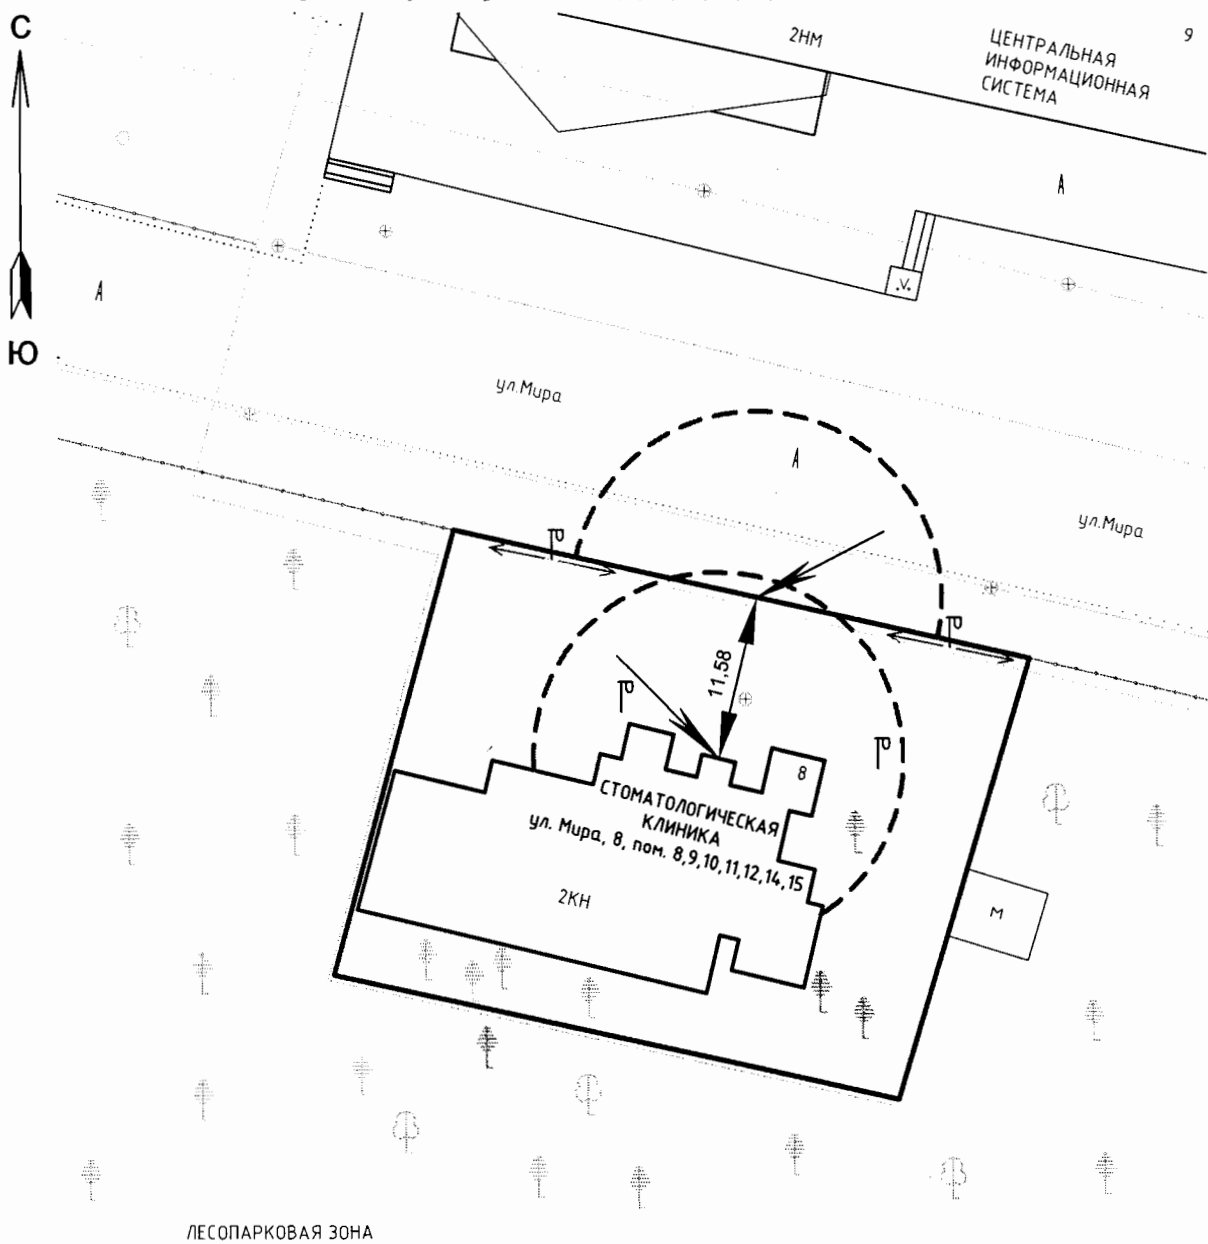 С
2НМ
ЦЕНТРАЛЬНАЯ
ИНФОРМАЦИОННАЯ
СИСТЕМА
9
А
.V.
А
Ю
ул.Мира
А
ул.Мира
11,58
8
СТОМАТОЛОГИЧЕСКАЯ
КЛИНИКА
ул. Мира, 8, пом. 8,9,10,11,12,14,15
2КН
М
ЛЕСОПАРКОВАЯ ЗОНА